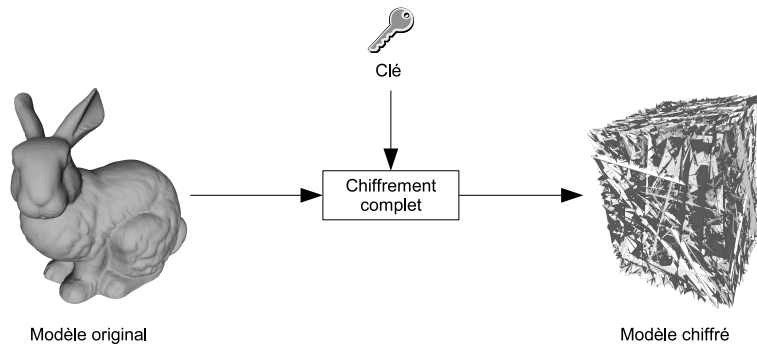 Clé
Chiffrement
complet
Modèle original
Modèle chiffré